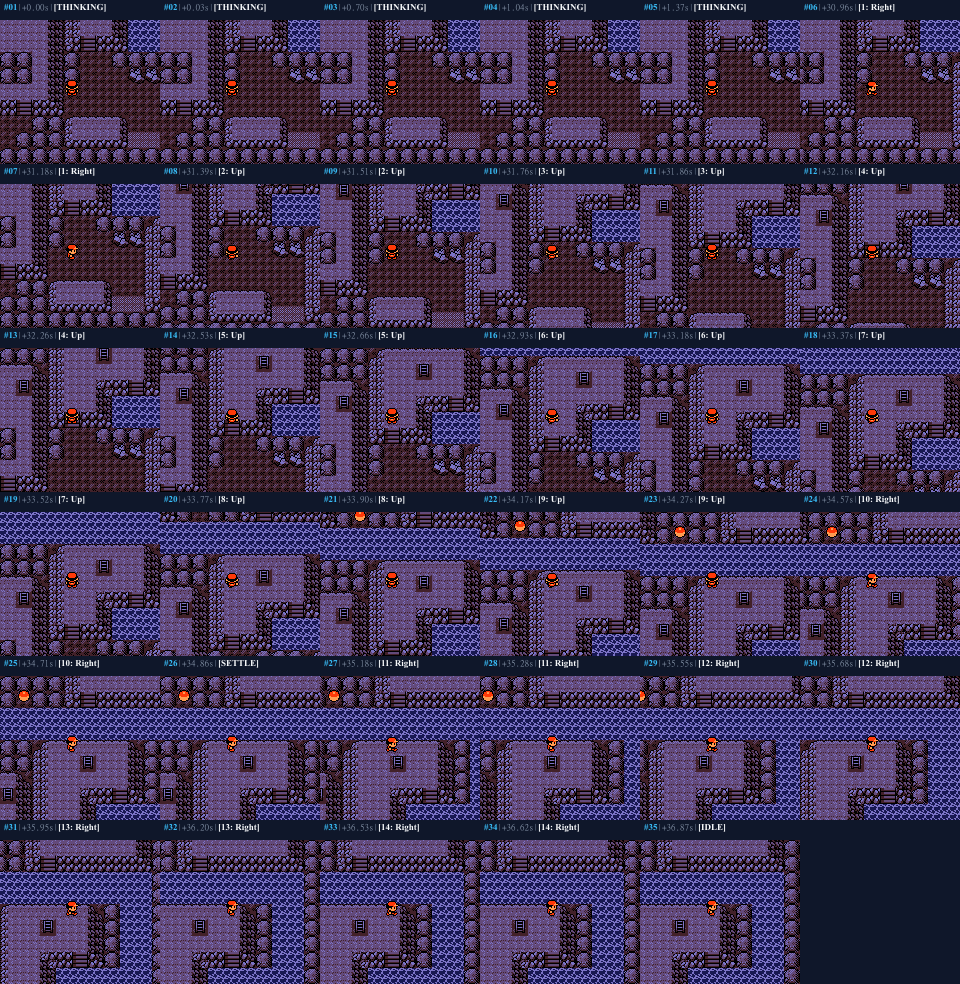 #01 | +0.00s | [THINKING]
#02 | +0.03s | [THINKING]
#03 | +0.70s | [THINKING]
#04 | +1.04s | [THINKING]
#05 | +1.37s | [THINKING]
#06 | +30.96s | [1: Right]
#07 | +31.18s | [1: Right]
#08 | +31.39s | [2: Up]
#09 | +31.51s | [2: Up]
#10 | +31.76s | [3: Up]
#11 | +31.86s | [3: Up]
#12 | +32.16s | [4: Up]
#13 | +32.26s | [4: Up]
#14 | +32.53s | [5: Up]
#15 | +32.66s | [5: Up]
#16 | +32.93s | [6: Up]
#17 | +33.18s | [6: Up]
#18 | +33.37s | [7: Up]
#19 | +33.52s | [7: Up]
#20 | +33.77s | [8: Up]
#21 | +33.90s | [8: Up]
#22 | +34.17s | [9: Up]
#23 | +34.27s | [9: Up]
#24 | +34.57s | [10: Right]
#25 | +34.71s | [10: Right]
#26 | +34.86s | [SETTLE]
#27 | +35.18s | [11: Right]
#28 | +35.28s | [11: Right]
#29 | +35.55s | [12: Right]
#30 | +35.68s | [12: Right]
#31 | +35.95s | [13: Right]
#32 | +36.20s | [13: Right]
#33 | +36.53s | [14: Right]
#34 | +36.62s | [14: Right]
#35 | +36.87s | [IDLE]